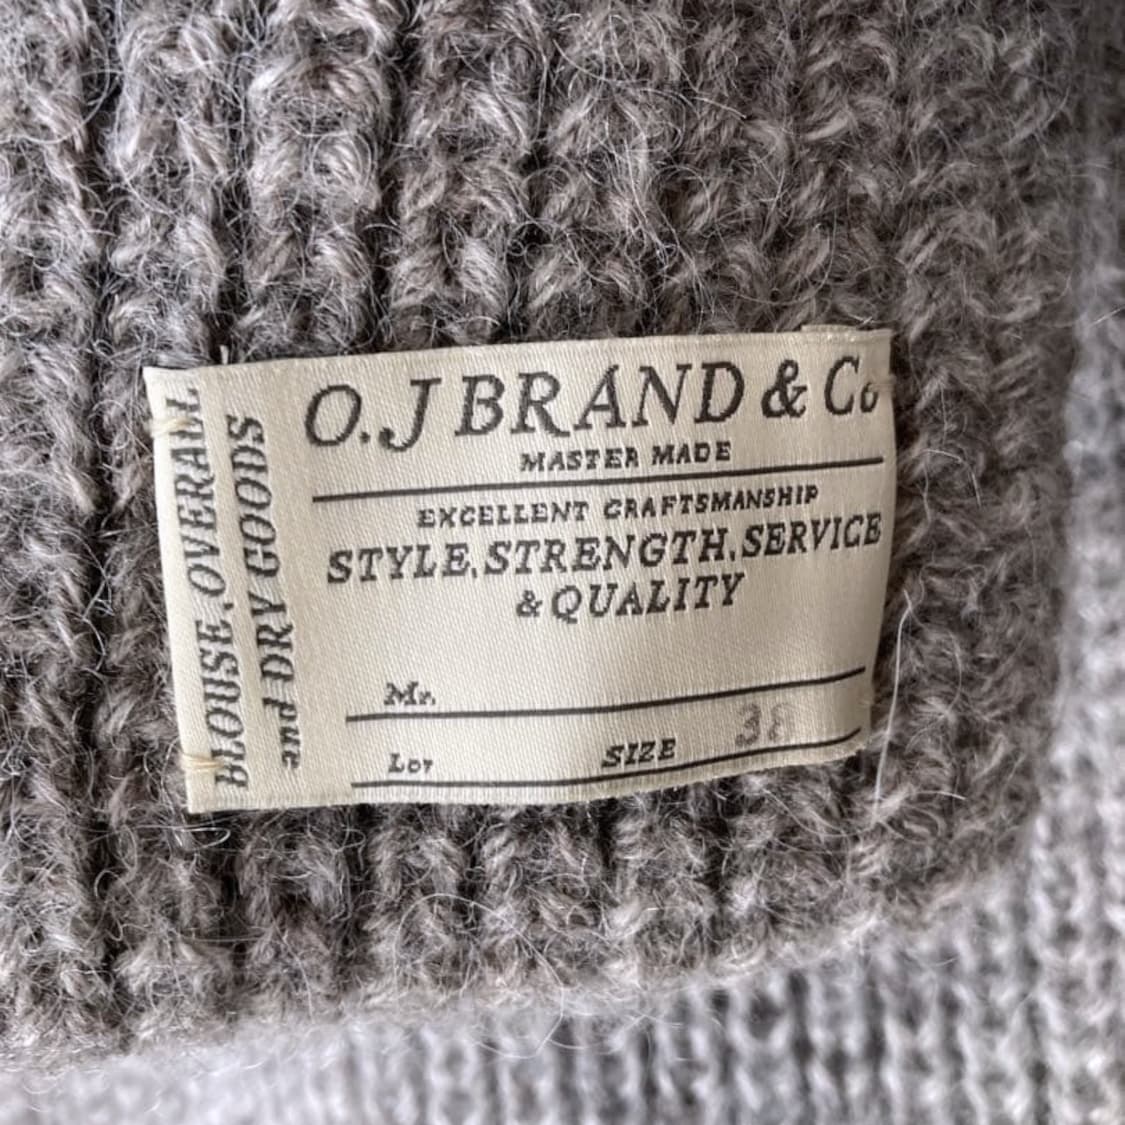 O.J BRAND & Co
MASTER MADE
EXCELLENT CRAFTSMANSHIP
STYLE, STRENGTH, SERVICE
& QUALITY
Mr.
Lot SIZE 38
BLOUSE, OVERALL
and DRY GOODS